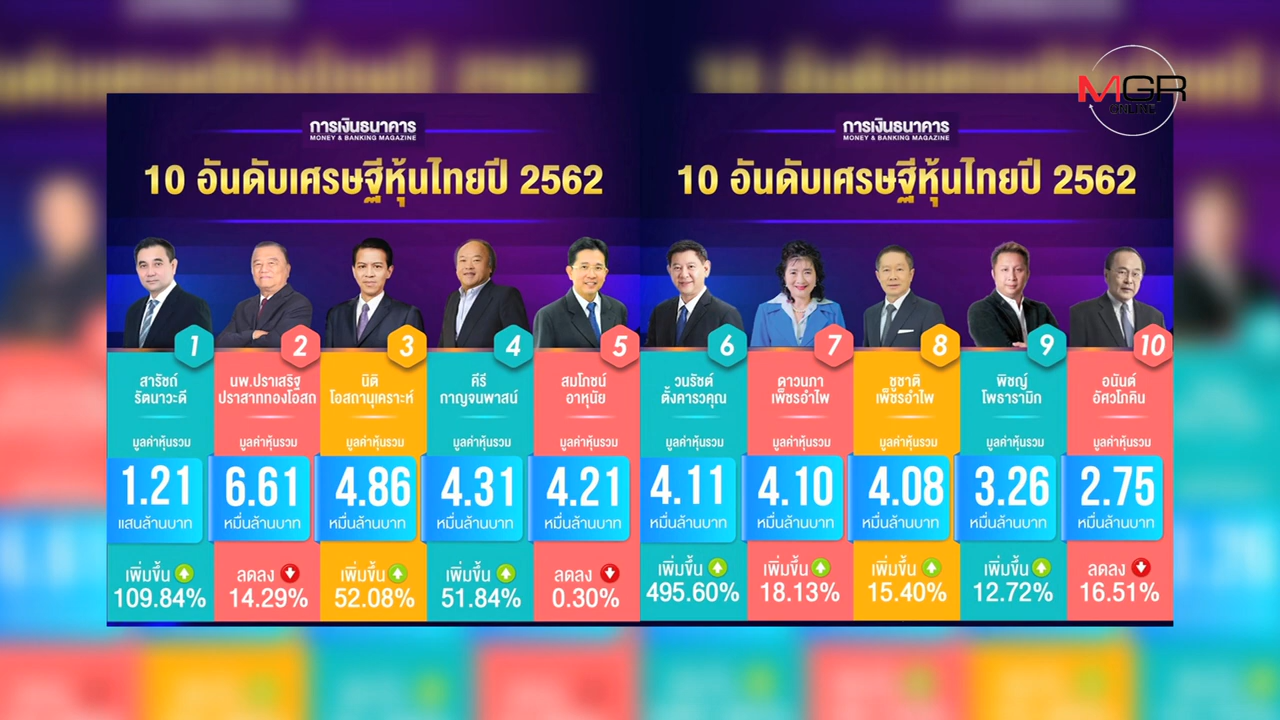 MGR
ONLINE
การเงินธนาคาร
MONEY & BANKING MAGAZINE
10 อันดับเศรษฐีหุ้นไทยปี 2562
1
สารัชถ์
รัตนาวะดี
มูลค่าหุ้นรวม
1.21
แสนล้านบาท
เพิ่มขึ้น
109.84%
2
นพ.ปราเสริฐ
ปราสาททองโอสถ
มูลค่าหุ้นรวม
6.61
หมื่นล้านบาท
ลดลง
14.29%
3
นิติ
โอสถานุเคราะห์
มูลค่าหุ้นรวม
4.86
หมื่นล้านบาท
เพิ่มขึ้น
52.08%
4
คีรี
กาญจนพาสน์
มูลค่าหุ้นรวม
4.31
หมื่นล้านบาท
เพิ่มขึ้น
51.84%
5
สมโภชน์
อาหุนัย
มูลค่าหุ้นรวม
4.21
หมื่นล้านบาท
ลดลง
0.30%
การเงินธนาคาร
MONEY & BANKING MAGAZINE
10 อันดับเศรษฐีหุ้นไทยปี 2562
6
วนรัชต์
ตั้งคารวคุณ
มูลค่าหุ้นรวม
4.11
หมื่นล้านบาท
เพิ่มขึ้น
495.60%
7
ดาวนภา
เพ็ชรอำไพ
มูลค่าหุ้นรวม
4.10
หมื่นล้านบาท
เพิ่มขึ้น
18.13%
8
ชูชาติ
เพ็ชรอำไพ
มูลค่าหุ้นรวม
4.08
หมื่นล้านบาท
เพิ่มขึ้น
15.40%
9
พิชญ์
โพธารามิก
มูลค่าหุ้นรวม
3.26
หมื่นล้านบาท
เพิ่มขึ้น
12.72%
10
อนันต์
อัศวโภคิน
มูลค่าหุ้นรวม
2.75
หมื่นล้านบาท
ลดลง
16.51%